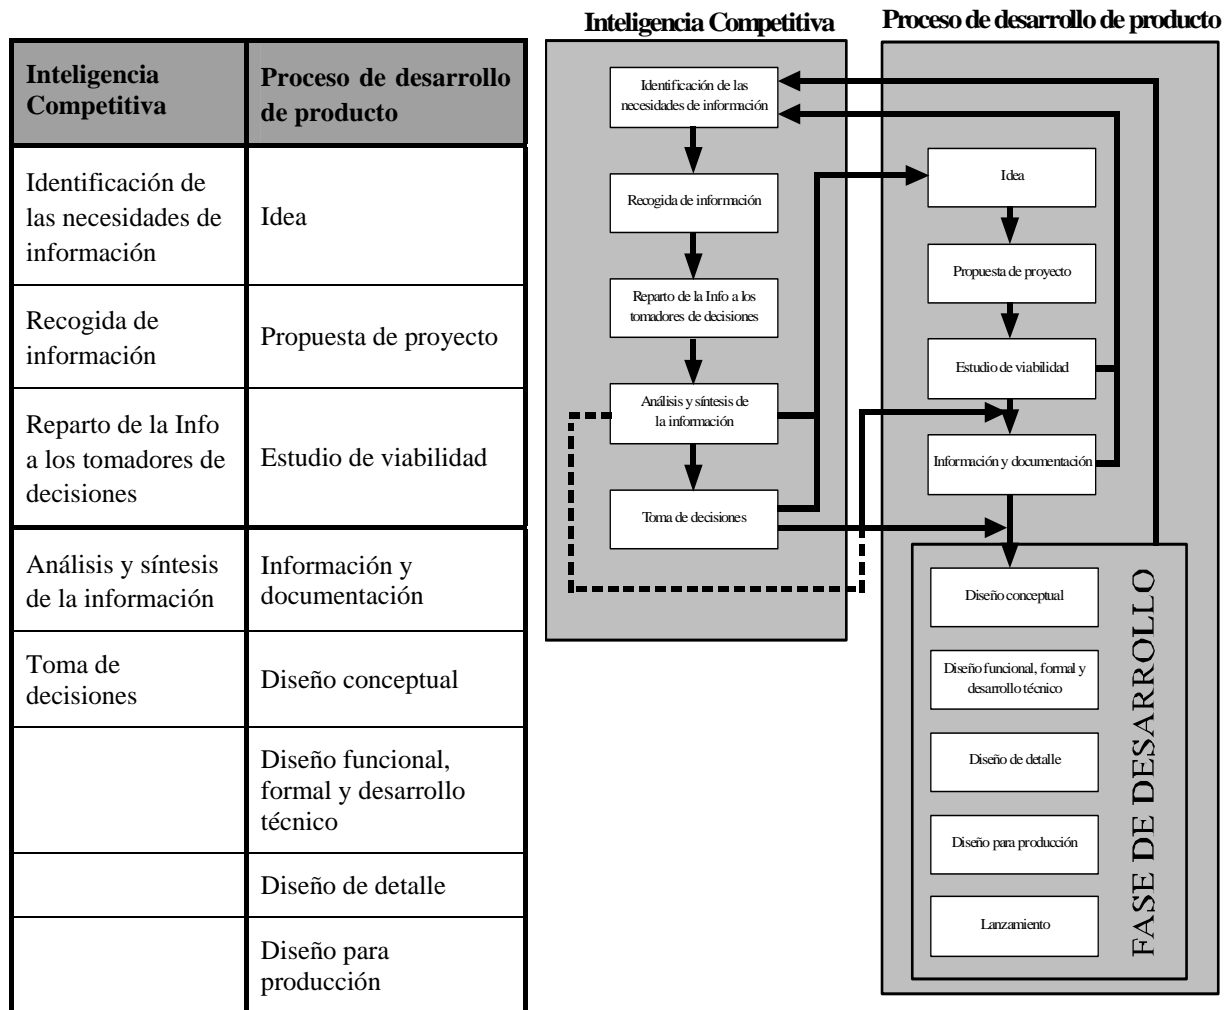 Inteligencia
Competitiva
Proceso de desarrollo
de producto
Identificación de
las necesidades de
información
Idea
Recogida de
información
Propuesta de proyecto
Reparto de la Info
a los tomadores de
decisiones
Estudio de viabilidad
Análisis y síntesis
de la información
Información y
documentación
Toma de
decisiones
Diseño conceptual
Diseño funcional,
formal y desarrollo
técnico
Diseño de detalle
Diseño para
producción
Inteligencia Competitiva
Identificación de las
necesidades de información
Recogida de información
Reparto de la Info a los
tomadores de decisiones
Análisis y síntesis de
la información
Toma de decisiones
Proceso de desarrollo de producto
Idea
Propuesta de proyecto
Estudio de viabilidad
Información y documentación
Diseño conceptual
Diseño funcional, formal y
desarrollo técnico
Diseño de detalle
Diseño para producción
Lanzamiento
FASE DE DESARROLLO